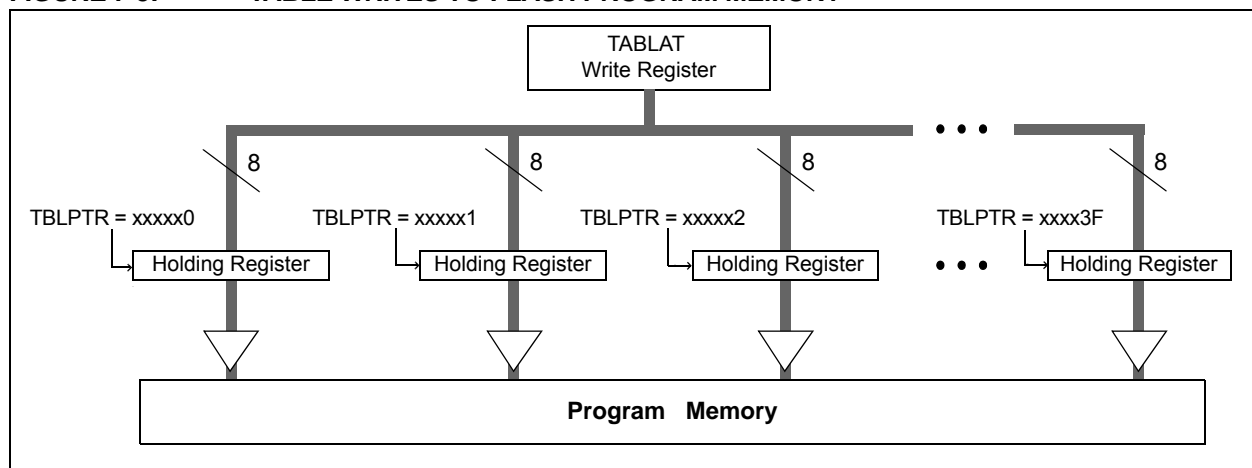 TABLAT
Write Register
8 8 8 8
TBLPTR = xxxxx0 TBLPTR = xxxxx1 TBLPTR = xxxxx2 TBLPTR = xxxx3F
Holding Register Holding Register Holding Register Holding Register
Program Memory